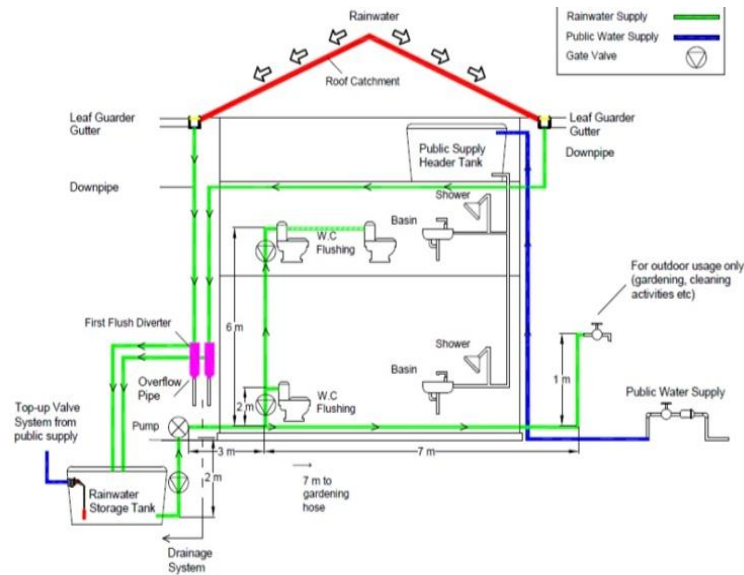 Rainwater
Rainwater Supply
Public Water Supply
Gate Valve
Roof Catchment
Leaf Guarder
Gutter
Leaf Guarder
Gutter
Public Supply
Header Tank
Downpipe
Downpipe
Shower
Basin
W.C
Flushing
For outdoor usage only
(gardening, cleaning
activities etc)
First Flush Diverter
6 m
Shower
Overflow
Pipe
Basin
1 m
W.C
Flushing
2 m
Public Water Supply
Top-up Valve
System from
public supply
Pump
3 m
7 m
2 m
7 m to
gardening
hose
Rainwater
Storage Tank
Drainage
System